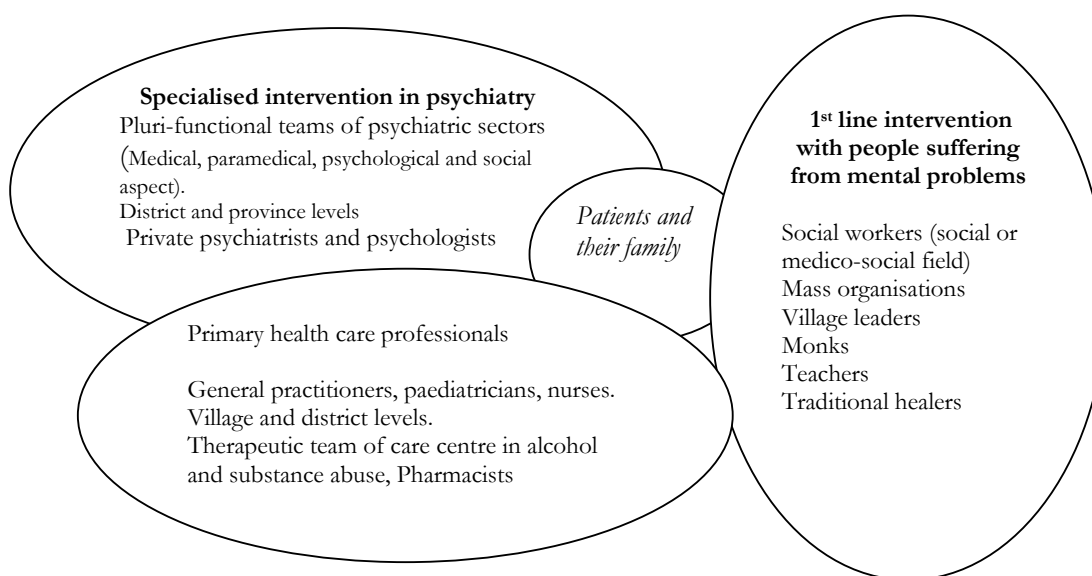 Specialised intervention in psychiatry
Pluri-functional teams of psychiatric sectors
(Medical, paramedical, psychological and social
aspect).
District and province levels
Private psychiatrists and psychologists
Patients and
their family
Primary health care professionals
General practitioners, paediatricians, nurses.
Village and district levels.
Therapeutic team of care centre in alcohol
and substance abuse, Pharmacists
1st line intervention
with people suffering
from mental problems
Social workers (social or
medico-social field)
Mass organisations
Village leaders
Monks
Teachers
Traditional healers